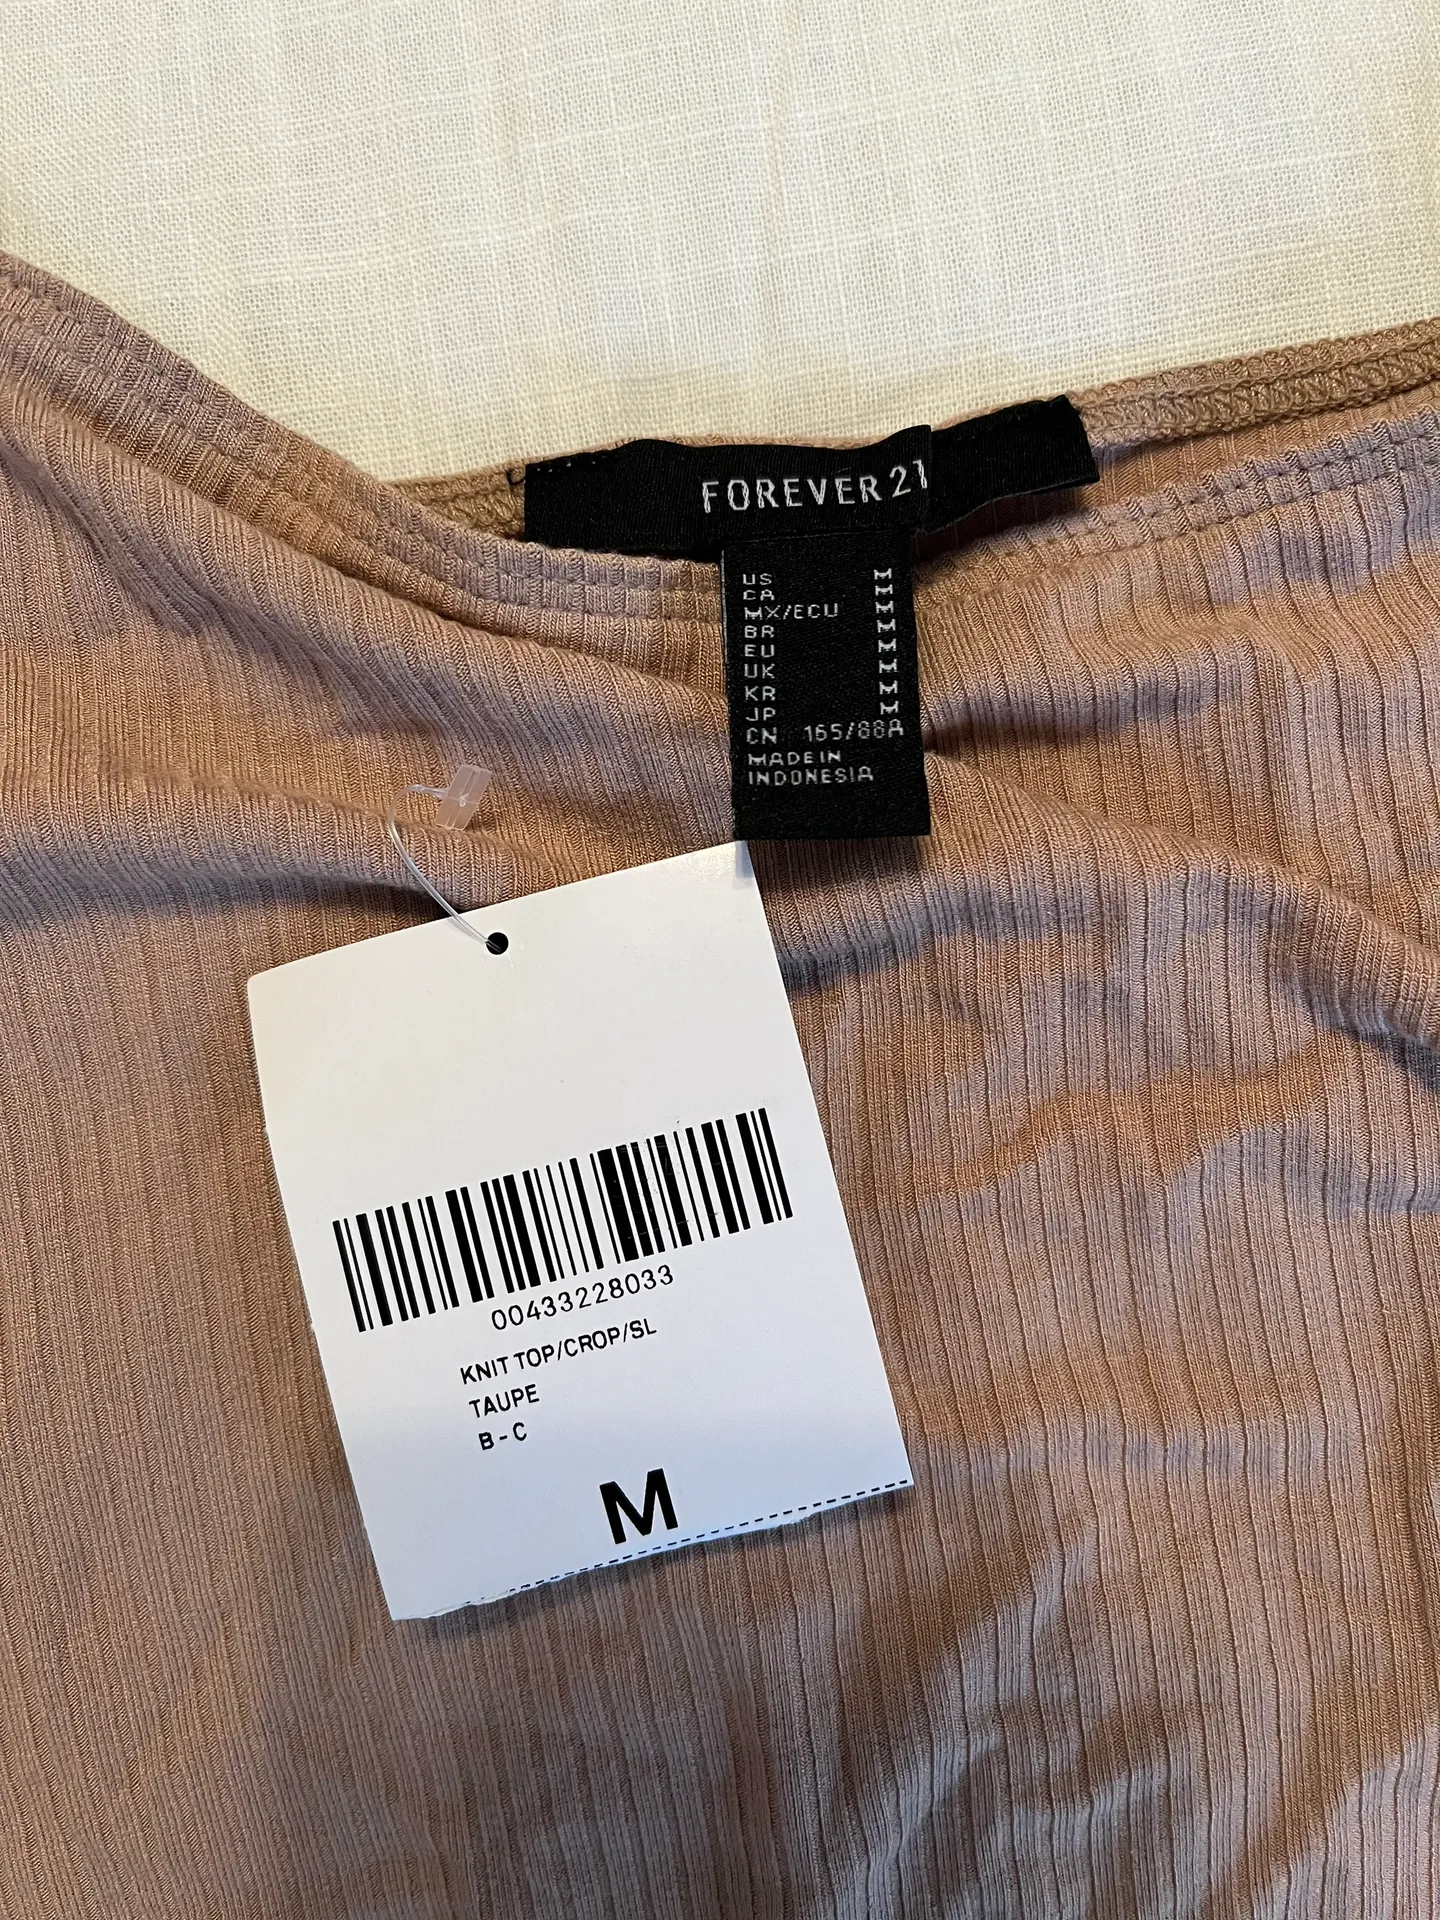 FOREVER 21
US M
CA M
MX/ECU M
BR M
EU M
UK M
KR M
JP M
CN 165/88A
MADE IN
INDONESIA
00433228033
KNIT TOP/CROP/SL
TAUPE
B - C
M